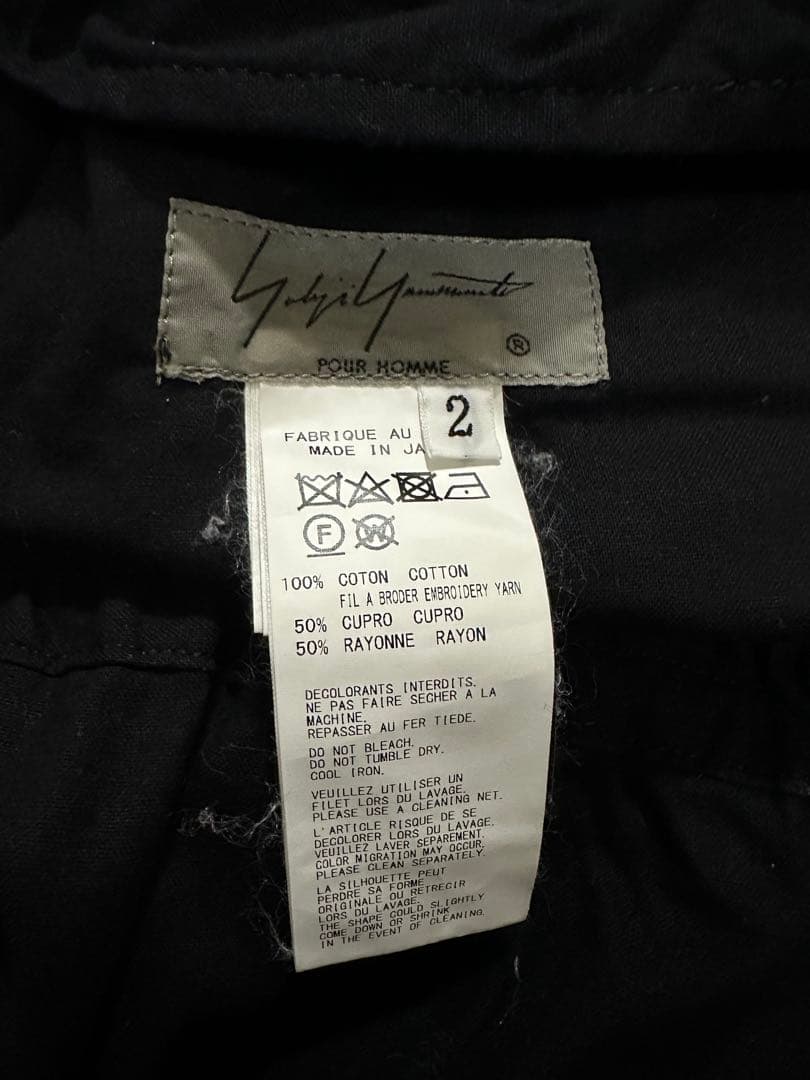 Yohji Yamamoto
®
POUR HOMME
2
FABRIQUE AU
MADE IN JA
F
W
100% COTON COTTON
FIL A BRODER EMBROIDERY YARN
50% CUPRO CUPRO
50% RAYONNE RAYON
DECOLORANTS INTERDITS.
NE PAS FAIRE SECHER A LA
MACHINE.
REPASSER AU FER TIEDE.
DO NOT BLEACH.
DO NOT TUMBLE DRY.
COOL IRON.
VEUILLEZ UTILISER UN
FILET LORS DU LAVAGE.
PLEASE USE A CLEANING NET.
L'ARTICLE RISQUE DE SE
DECOLORER LORS DU LAVAGE.
VEUILLEZ LAVER SEPAREMENT.
COLOR MIGRATION MAY OCCUR.
PLEASE CLEAN SEPARATELY.
LA SILHOUETTE PEUT
PERDRE SA FORME
ORIGINALE OU RETRECIR
LORS DU LAVAGE.
THE SHAPE COULD SLIGHTLY
COME DOWN OR SHRINK
IN THE EVENT OF CLEANING.